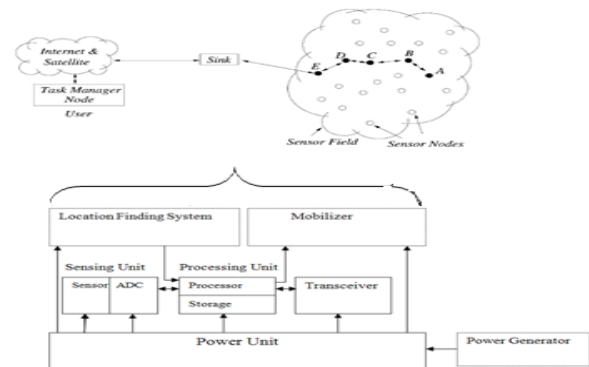 Internet &
Satellite
Sink
Task Manager
Node
User
D
C
B
E
A
Sensor Field
Sensor Nodes
Location Finding System
Mobilizer
Sensing Unit
Processing Unit
Sensor
ADC
Processor
Transceiver
Storage
Power Unit
Power Generator